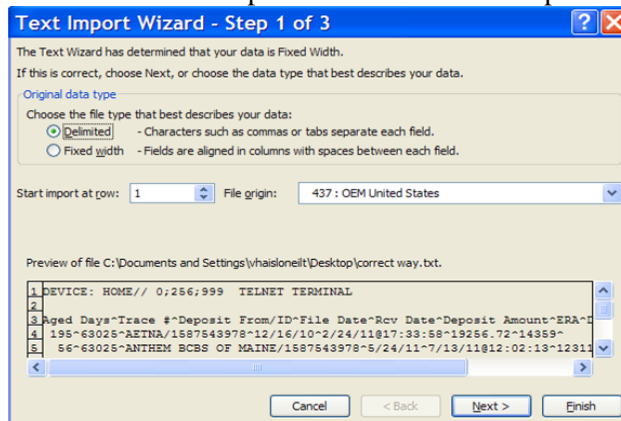 Text Import Wizard - Step 1 of 3
The Text Wizard has determined that your data is Fixed Width.
If this is correct, choose Next, or choose the data type that best describes your data.
Original data type
Choose the file type that best describes your data:
Delimited - Characters such as commas or tabs separate each field.
Fixed width - Fields are aligned in columns with spaces between each field.
Start import at row: 1 File origin: 437 : OEM United States
Preview of file C:\Documents and Settings\vhaisloneilt\Desktop\correct way.txt.
1 DEVICE: HOME// 0;256;999 TELNET TERMINAL
2
3 Aged Days^Trace #^Deposit From/ID^File Date^Rcv Date^Deposit Amount^ERA^D
4 195^63025^AETNA/1587543978^12/16/10^2/24/11@17:33:58^19256.72^14359^
5 56^63025^ANTHEM BCBS OF MAINE/1587543978^5/24/11^7/13/11@12:02:13^12311
Cancel < Back Next > Finish